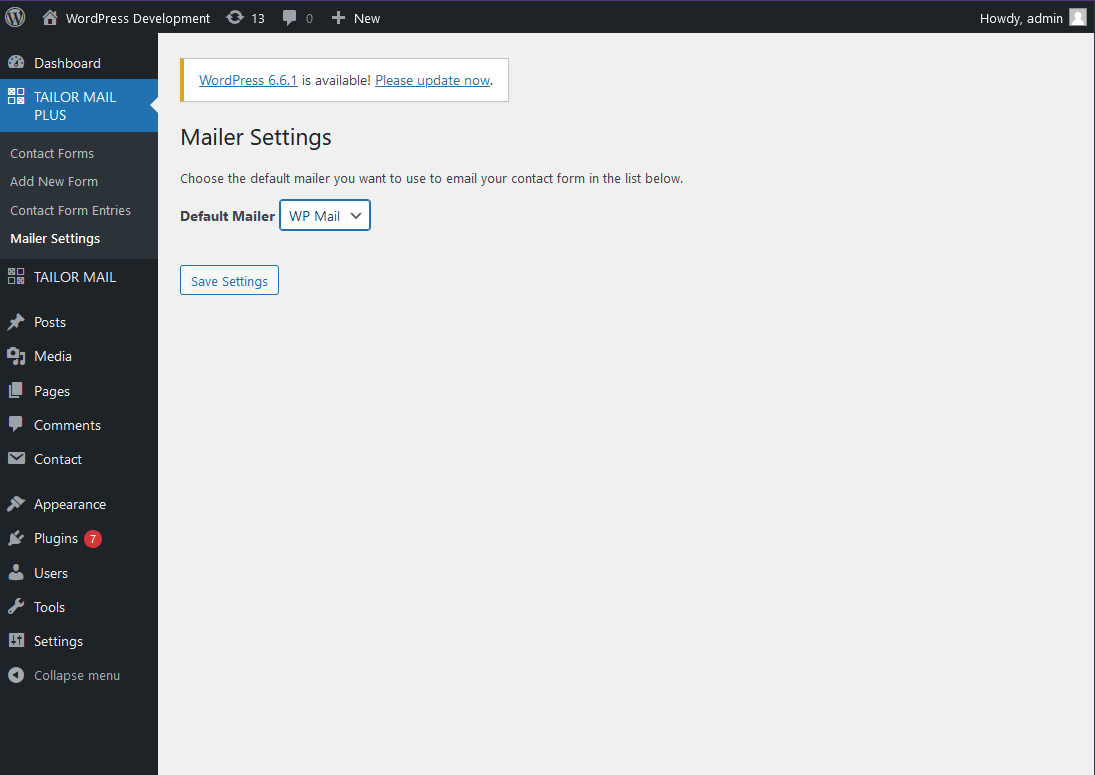 WordPress Development 13 0 New Howdy, admin
Dashboard
TAILOR MAIL
PLUS
Contact Forms
Add New Form
Contact Form Entries
Mailer Settings
TAILOR MAIL
Posts
Media
Pages
Comments
Contact
Appearance
Plugins 7
Users
Tools
Settings
Collapse menu
WordPress 6.6.1 is available! Please update now.
Mailer Settings
Choose the default mailer you want to use to email your contact form in the list below.
Default Mailer WP Mail
Save Settings